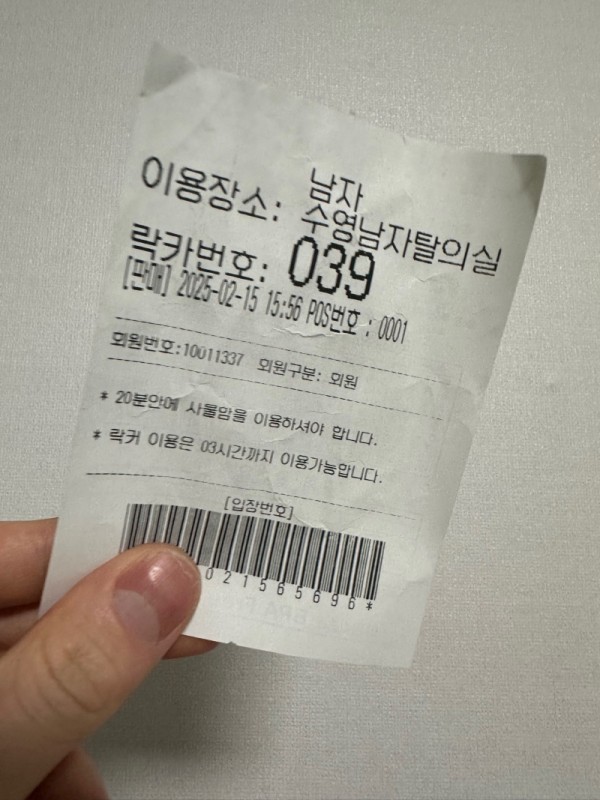 남자
이용장소: 수영남자탈의실
락카번호: 039
[판매] 2025-02-15 15:56 POS번호 : 0001
회원번호:10011337 회원구분: 회원
* 20분안에 사물암을 이용하셔야 합니다.
* 락커 이용은 03시간까지 이용가능합니다.
[입장번호]
021565696*